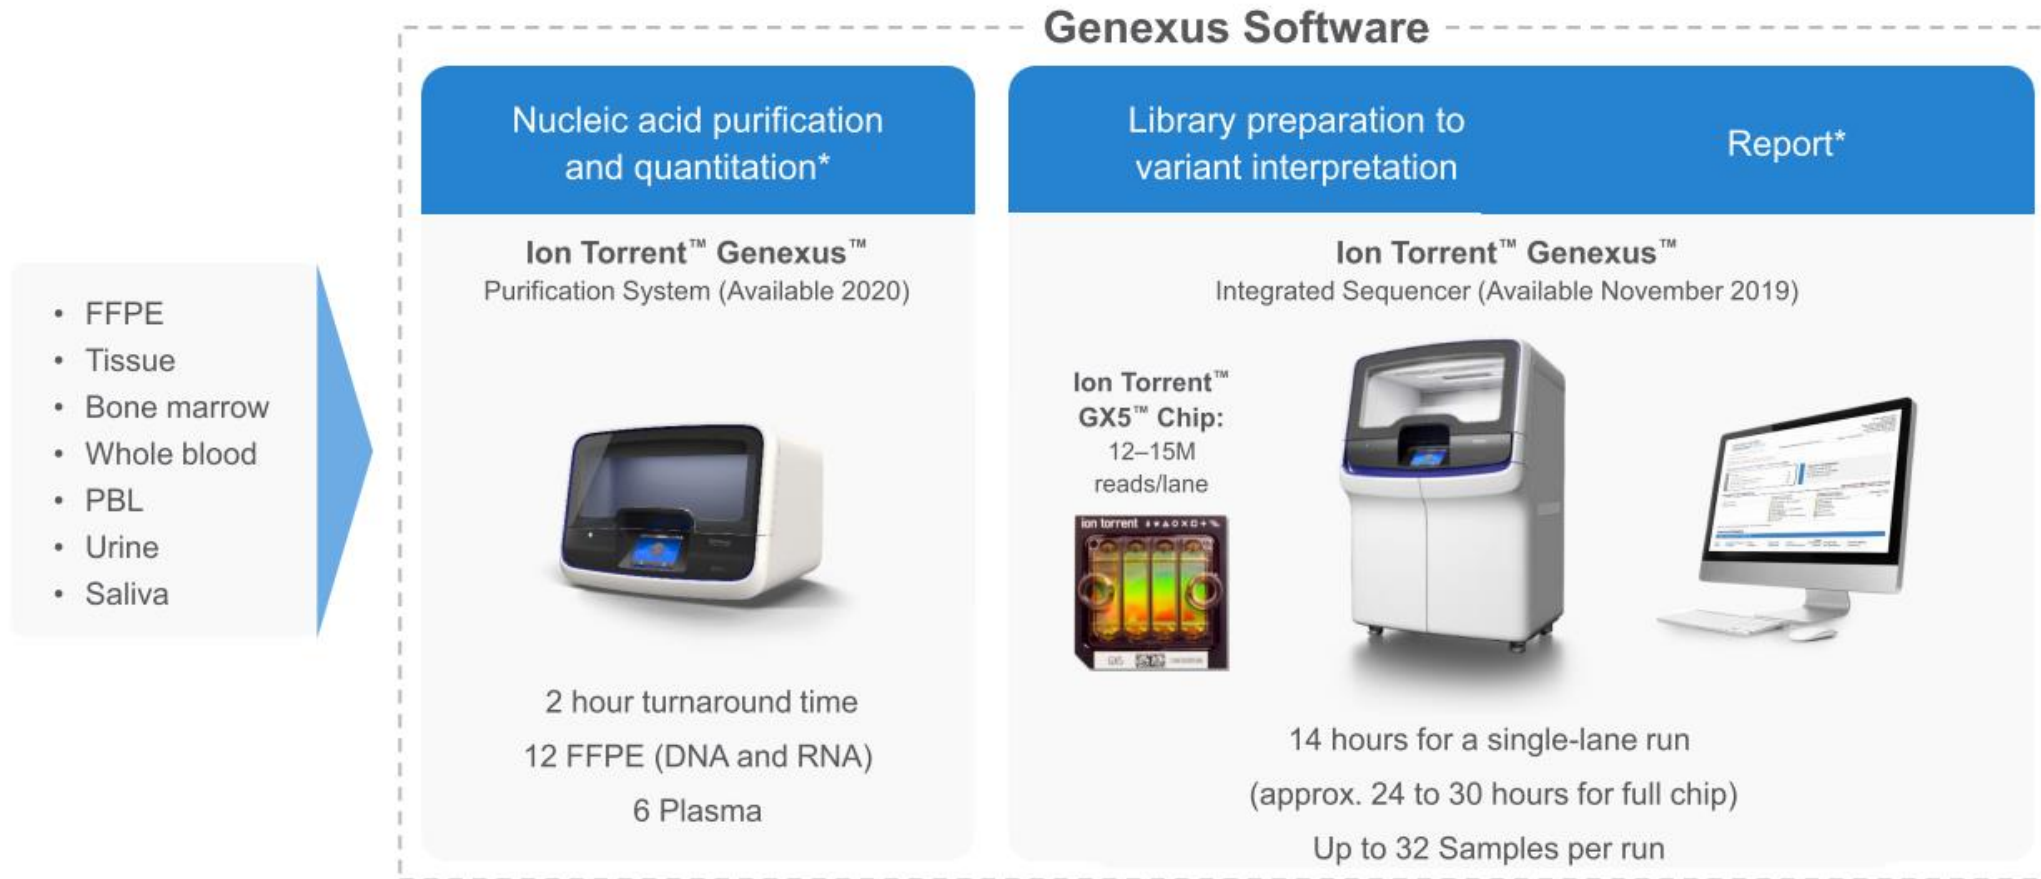 Genexus Software
Nucleic acid purification
and quantitation*
Library preparation to
variant interpretation
Report*
• FFPE
• Tissue
• Bone marrow
• Whole blood
• PBL
• Urine
• Saliva
Ion Torrent™ Genexus™
Purification System (Available 2020)
2 hour turnaround time
12 FFPE (DNA and RNA)
6 Plasma
Ion Torrent™ Genexus™
Integrated Sequencer (Available November 2019)
Ion Torrent™
GX5™ Chip:
12–15M
reads/lane
ion torrent
GX5
14 hours for a single-lane run
(approx. 24 to 30 hours for full chip)
Up to 32 Samples per run